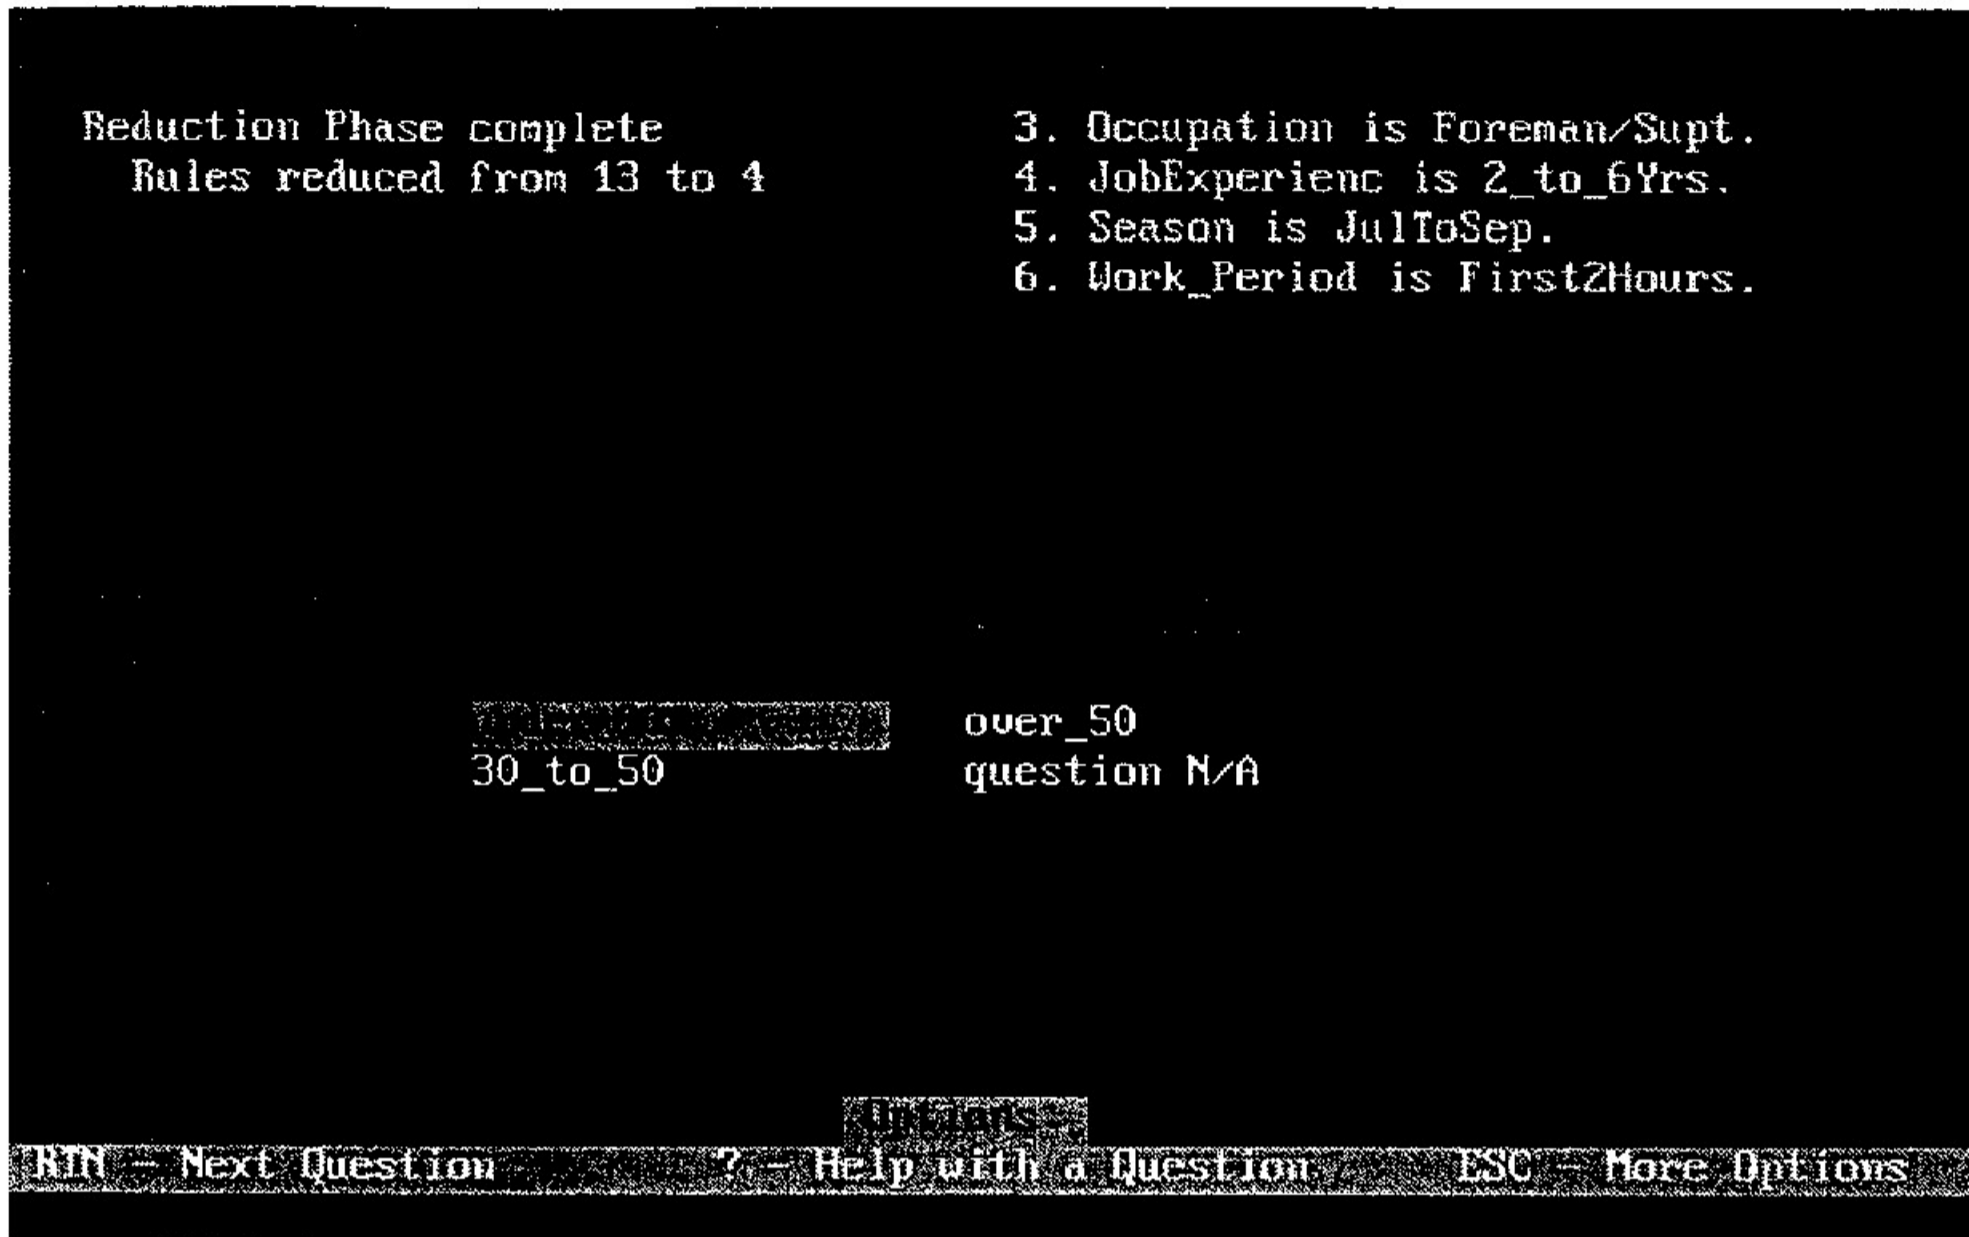 Reduction Phase complete
Rules reduced from 13 to 4
3. Occupation is Foreman/Supt.
4. JobExperienc is 2_to_6Yrs.
5. Season is JulToSep.
6. Work_Period is First2Hours.
over_50
30_to_50
question N/A
Options
RTN - Next Question
? - Help with a Question
ESC - More Options